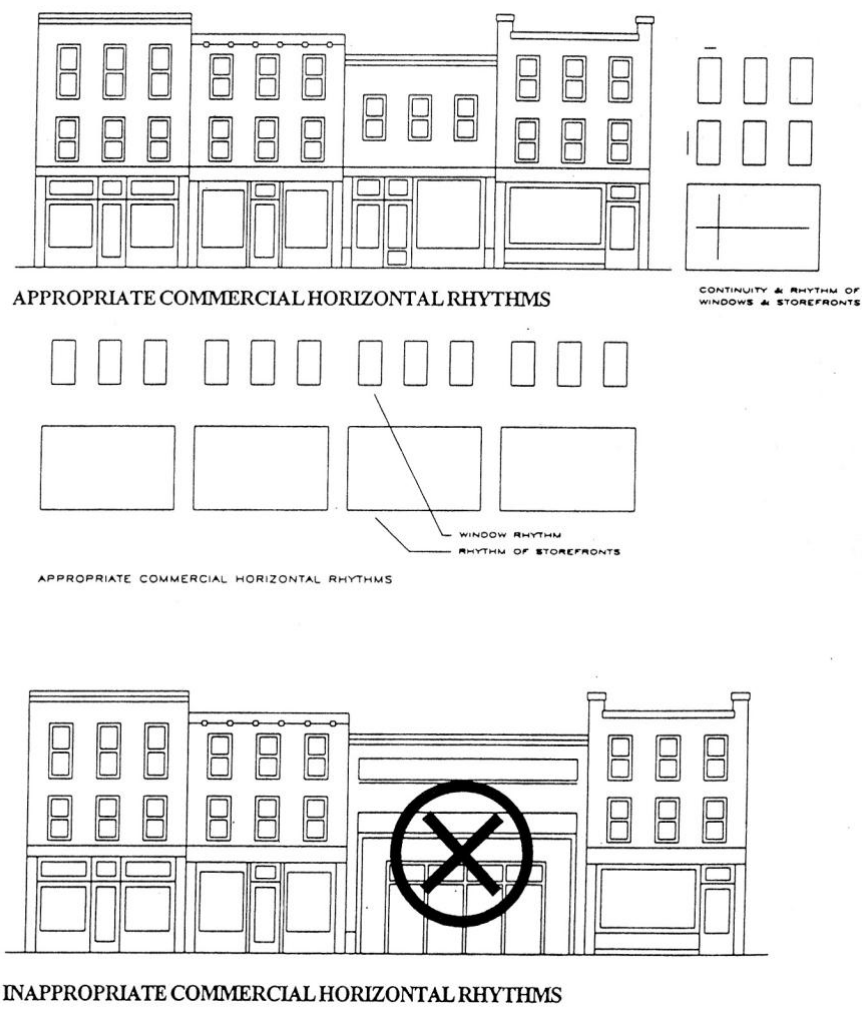 APPROPRIATE COMMERCIAL HORIZONTAL RHYTHMS
CONTINUITY & RHYTHM OF
WINDOWS & STOREFRONTS
WINDOW RHYTHM
RHYTHM OF STOREFRONTS
APPROPRIATE COMMERCIAL HORIZONTAL RHYTHMS
INAPPROPRIATE COMMERCIAL HORIZONTAL RHYTHMS